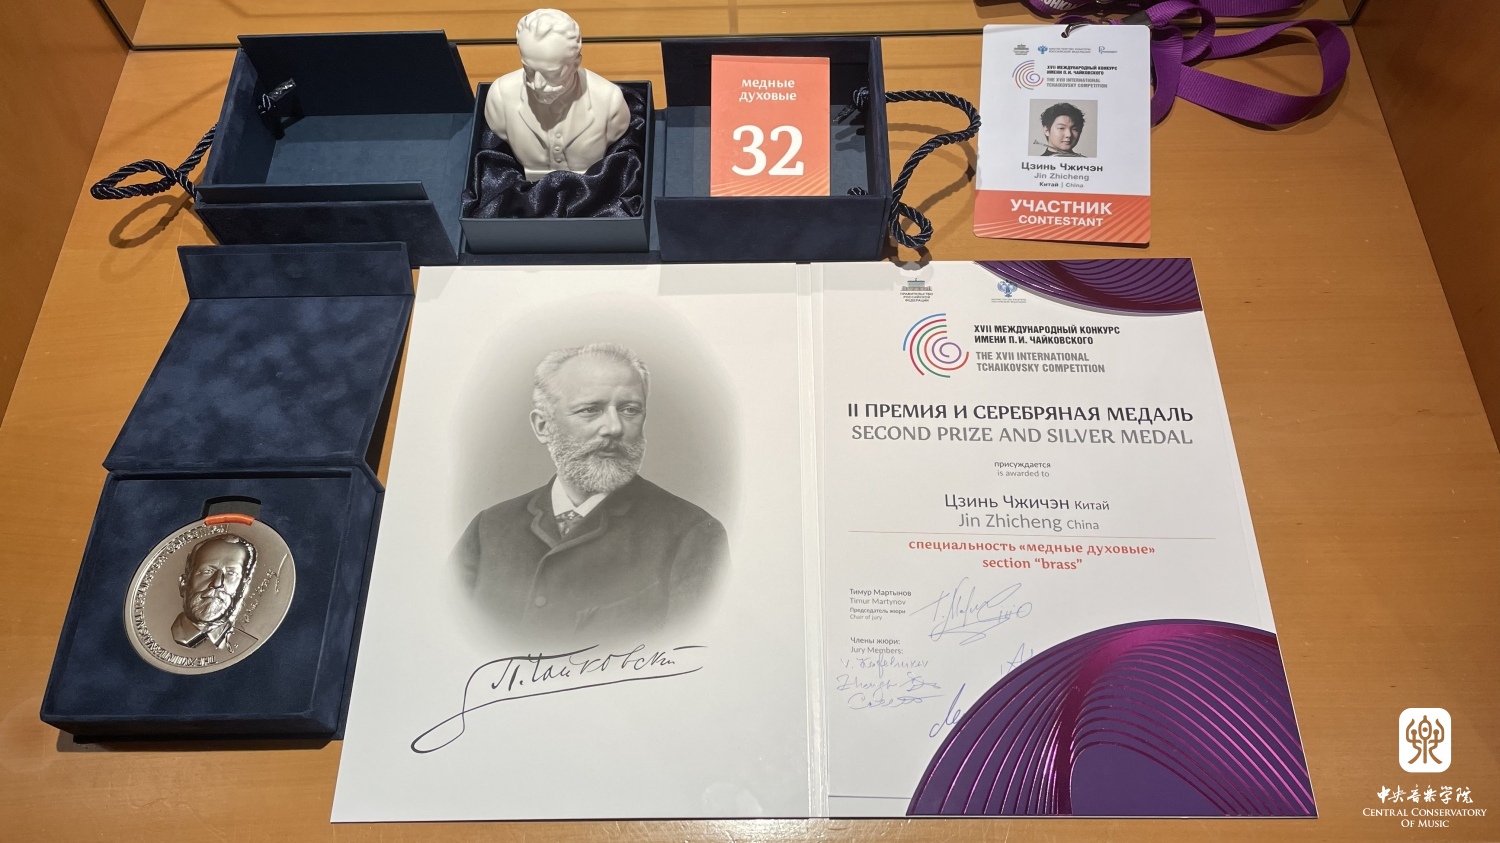 медные
духовые
32
XVII МЕЖДУНАРОДНЫЙ КОНКУРС
ИМЕНИ П.И. ЧАЙКОВСКОГО
THE XVII INTERNATIONAL
TCHAIKOVSKY COMPETITION
Цзинь Чжичэн
Jin Zhicheng
Китай | China
УЧАСТНИК
CONTESTANT
П. Чайковский
ПРАВИТЕЛЬСТВО
РОССИЙСКОЙ
ФЕДЕРАЦИИ
XVII МЕЖДУНАРОДНЫЙ КОНКУРС
ИМЕНИ П.И. ЧАЙКОВСКОГО
THE XVII INTERNATIONAL
TCHAIKOVSKY COMPETITION
II ПРЕМИЯ И СЕРЕБРЯНАЯ МЕДАЛЬ
SECOND PRIZE AND SILVER MEDAL
присуждается
is awarded to
Цзинь Чжичэн Китай
Jin Zhicheng China
специальность «медные духовые»
section “brass”
Тимур Мартынов
Timur Martynov
Председатель жюри
Chair of jury
Члены жюри:
Jury Members:
中央音乐学院
CENTRAL CONSERVATORY
OF MUSIC